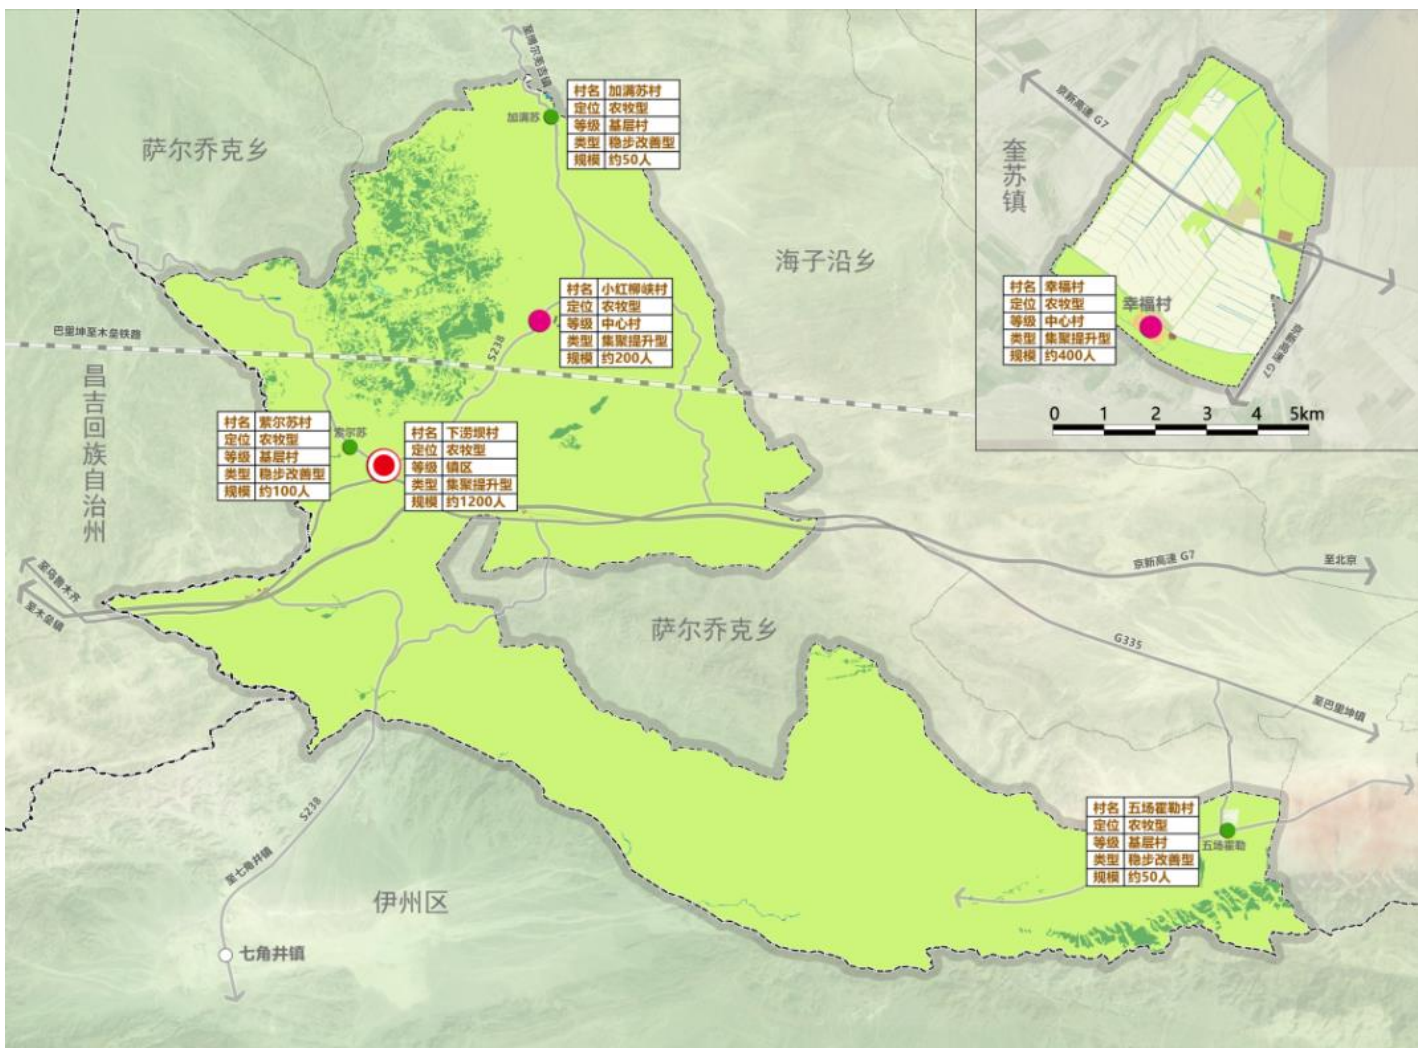 至博尔羌吉镇
村名 加满苏村
定位 农牧型
等级 基层村
类型 稳步改善型
规模 约50人
加满苏
萨尔乔克乡
海子沿乡
京新高速 G7
奎苏镇
村名 幸福村
定位 农牧型
等级 中心村
类型 集聚提升型
规模 约400人
幸福村
京新高速 G7
0 1 2 3 4 5km
村名 小红柳峡村
定位 农牧型
等级 中心村
类型 集聚提升型
规模 约200人
S238
巴里坤至木垒铁路
昌吉回族自治州
村名 萦尔苏村
定位 农牧型
等级 基层村
类型 稳步改善型
规模 约100人
萦尔苏
村名 下涝坝村
定位 农牧型
等级 镇区
类型 集聚提升型
规模 约1200人
至乌鲁木齐
至木垒镇
京新高速 G7
至北京
G335
至巴里坤镇
萨尔乔克乡
S238
至七角井镇
伊州区
七角井镇
村名 五场霍勒村
定位 农牧型
等级 基层村
类型 稳步改善型
规模 约50人
五场霍勒